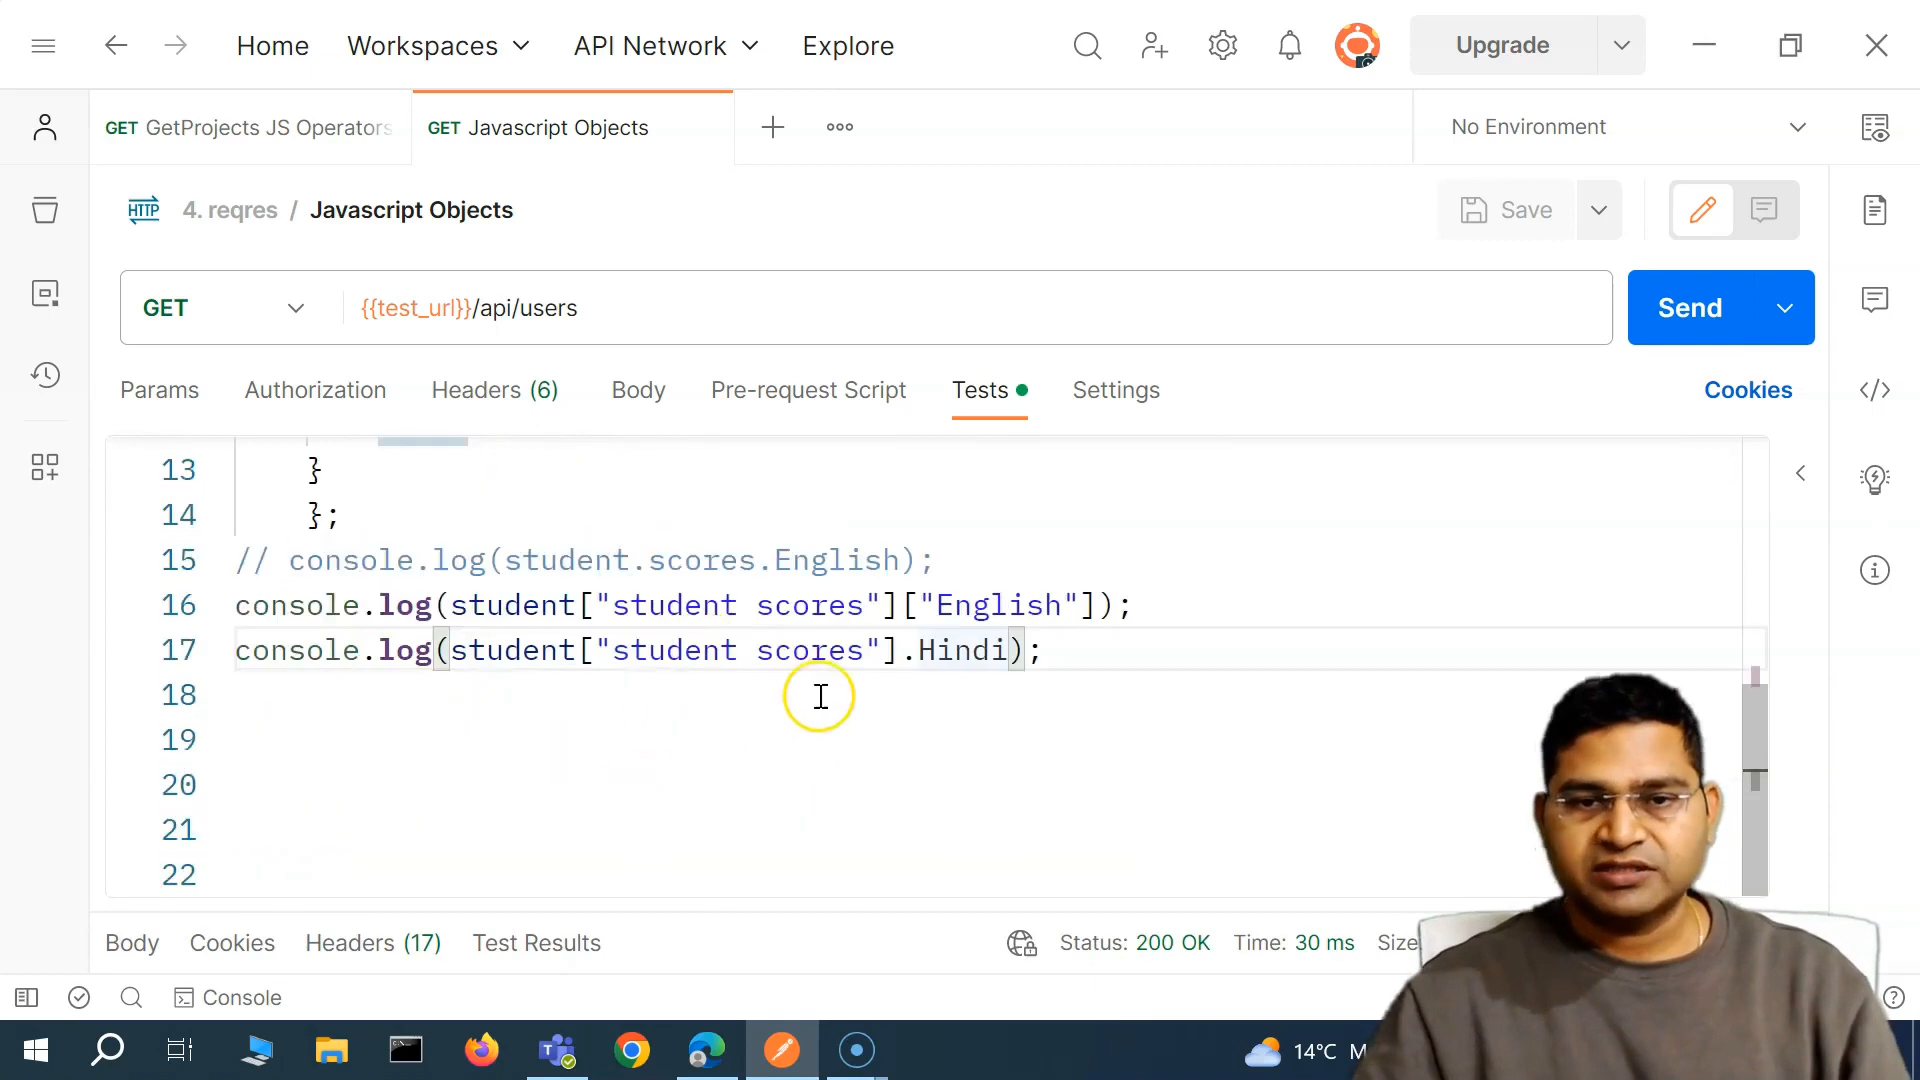 Home Workspaces API Network Explore Upgrade
GET GetProjects JS Operators GET Javascript Objects No Environment
HTTP 4. reqres / Javascript Objects Save
GET {{test_url}}/api/users Send
Params Authorization Headers (6) Body Pre-request Script Tests Settings Cookies
13 }
14 };
15 // console.log(student.scores.English);
16 console.log(student["student scores"]["English"]);
17 console.log(student["student scores"].Hindi);
18
19
20
21
22
Body Cookies Headers (17) Test Results Status: 200 OK Time: 30 ms Size
Console
14°C